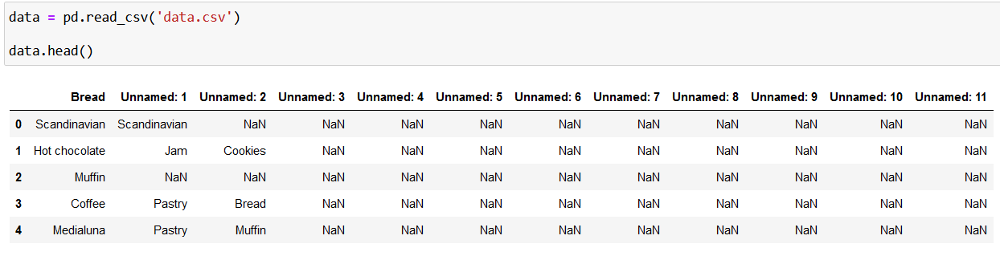 data = pd.read_csv('data.csv')
data.head()
Bread Unnamed: 1 Unnamed: 2 Unnamed: 3 Unnamed: 4 Unnamed: 5 Unnamed: 6 Unnamed: 7 Unnamed: 8 Unnamed: 9 Unnamed: 10 Unnamed: 11
0 Scandinavian Scandinavian NaN NaN NaN NaN NaN NaN NaN NaN NaN NaN
1 Hot chocolate Jam Cookies NaN NaN NaN NaN NaN NaN NaN NaN NaN
2 Muffin NaN NaN NaN NaN NaN NaN NaN NaN NaN NaN NaN
3 Coffee Pastry Bread NaN NaN NaN NaN NaN NaN NaN NaN NaN
4 Medialuna Pastry Muffin NaN NaN NaN NaN NaN NaN NaN NaN NaN